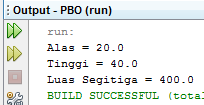 Output - PBO (run)
run:
Alas = 20.0
Tinggi = 40.0
Luas Segitiga = 400.0
BUILD SUCCESSFUL (total